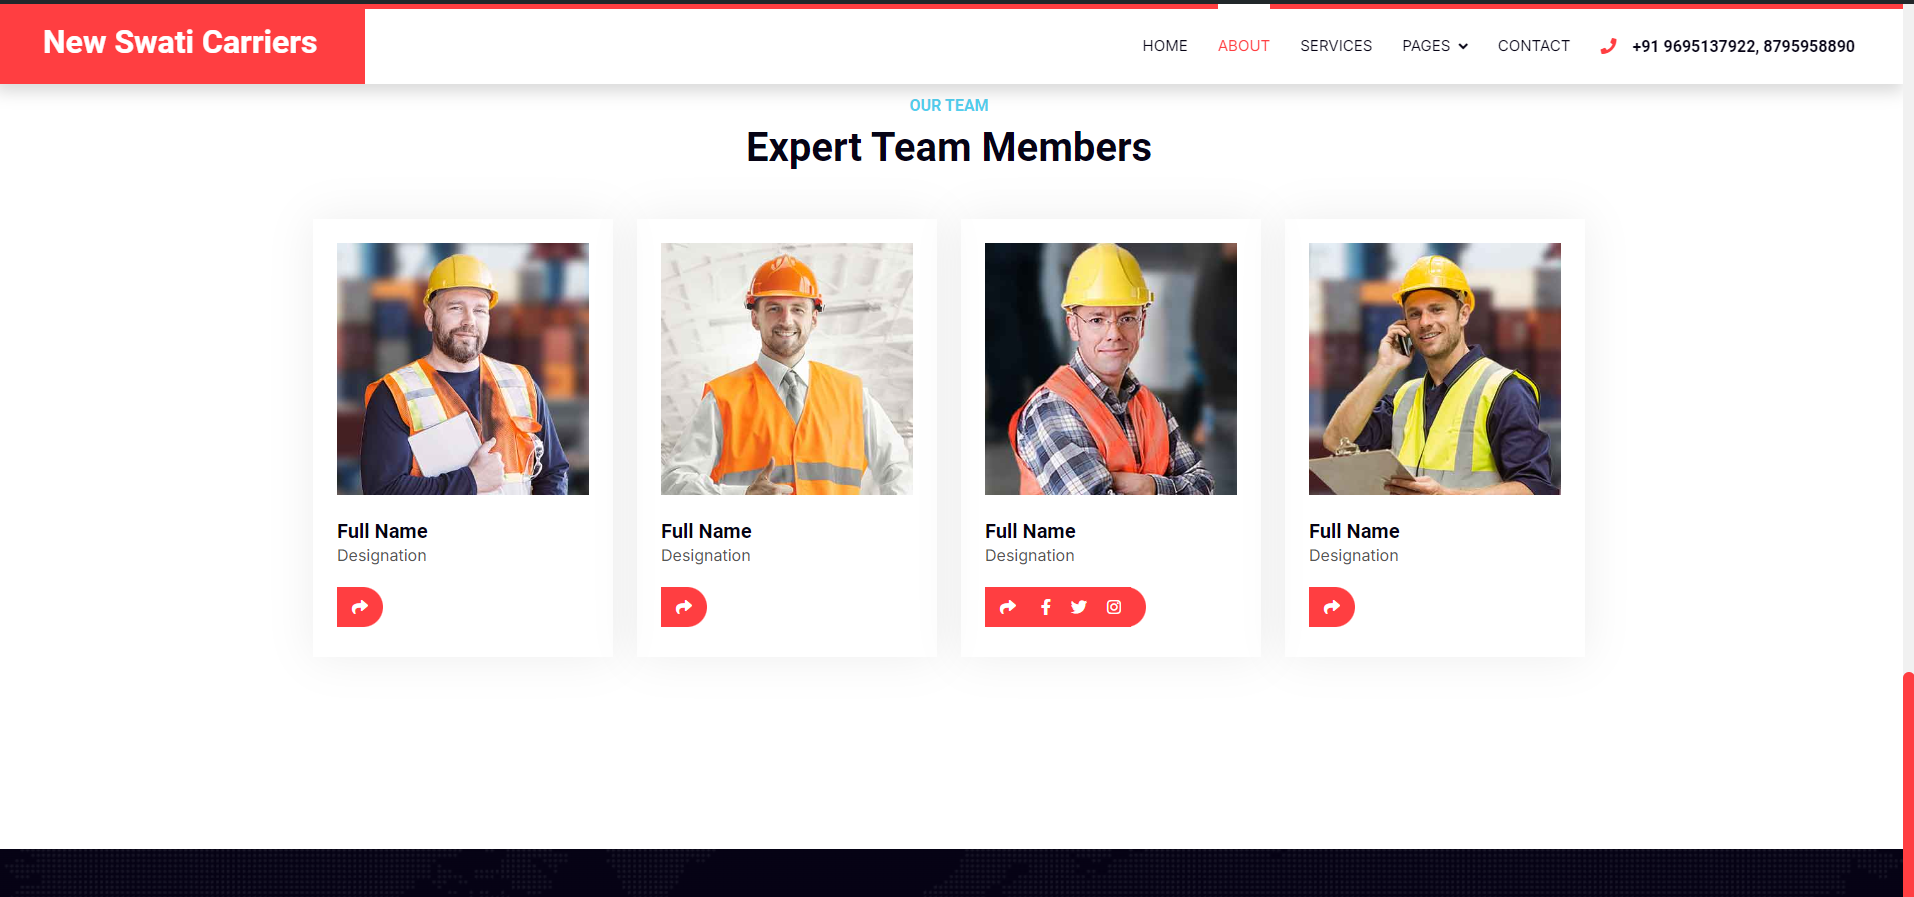 New Swati Carriers
HOME ABOUT SERVICES PAGES CONTACT +91 9695137922, 8795958890
OUR TEAM
Expert Team Members
Full Name
Designation
Full Name
Designation
Full Name
Designation
Full Name
Designation